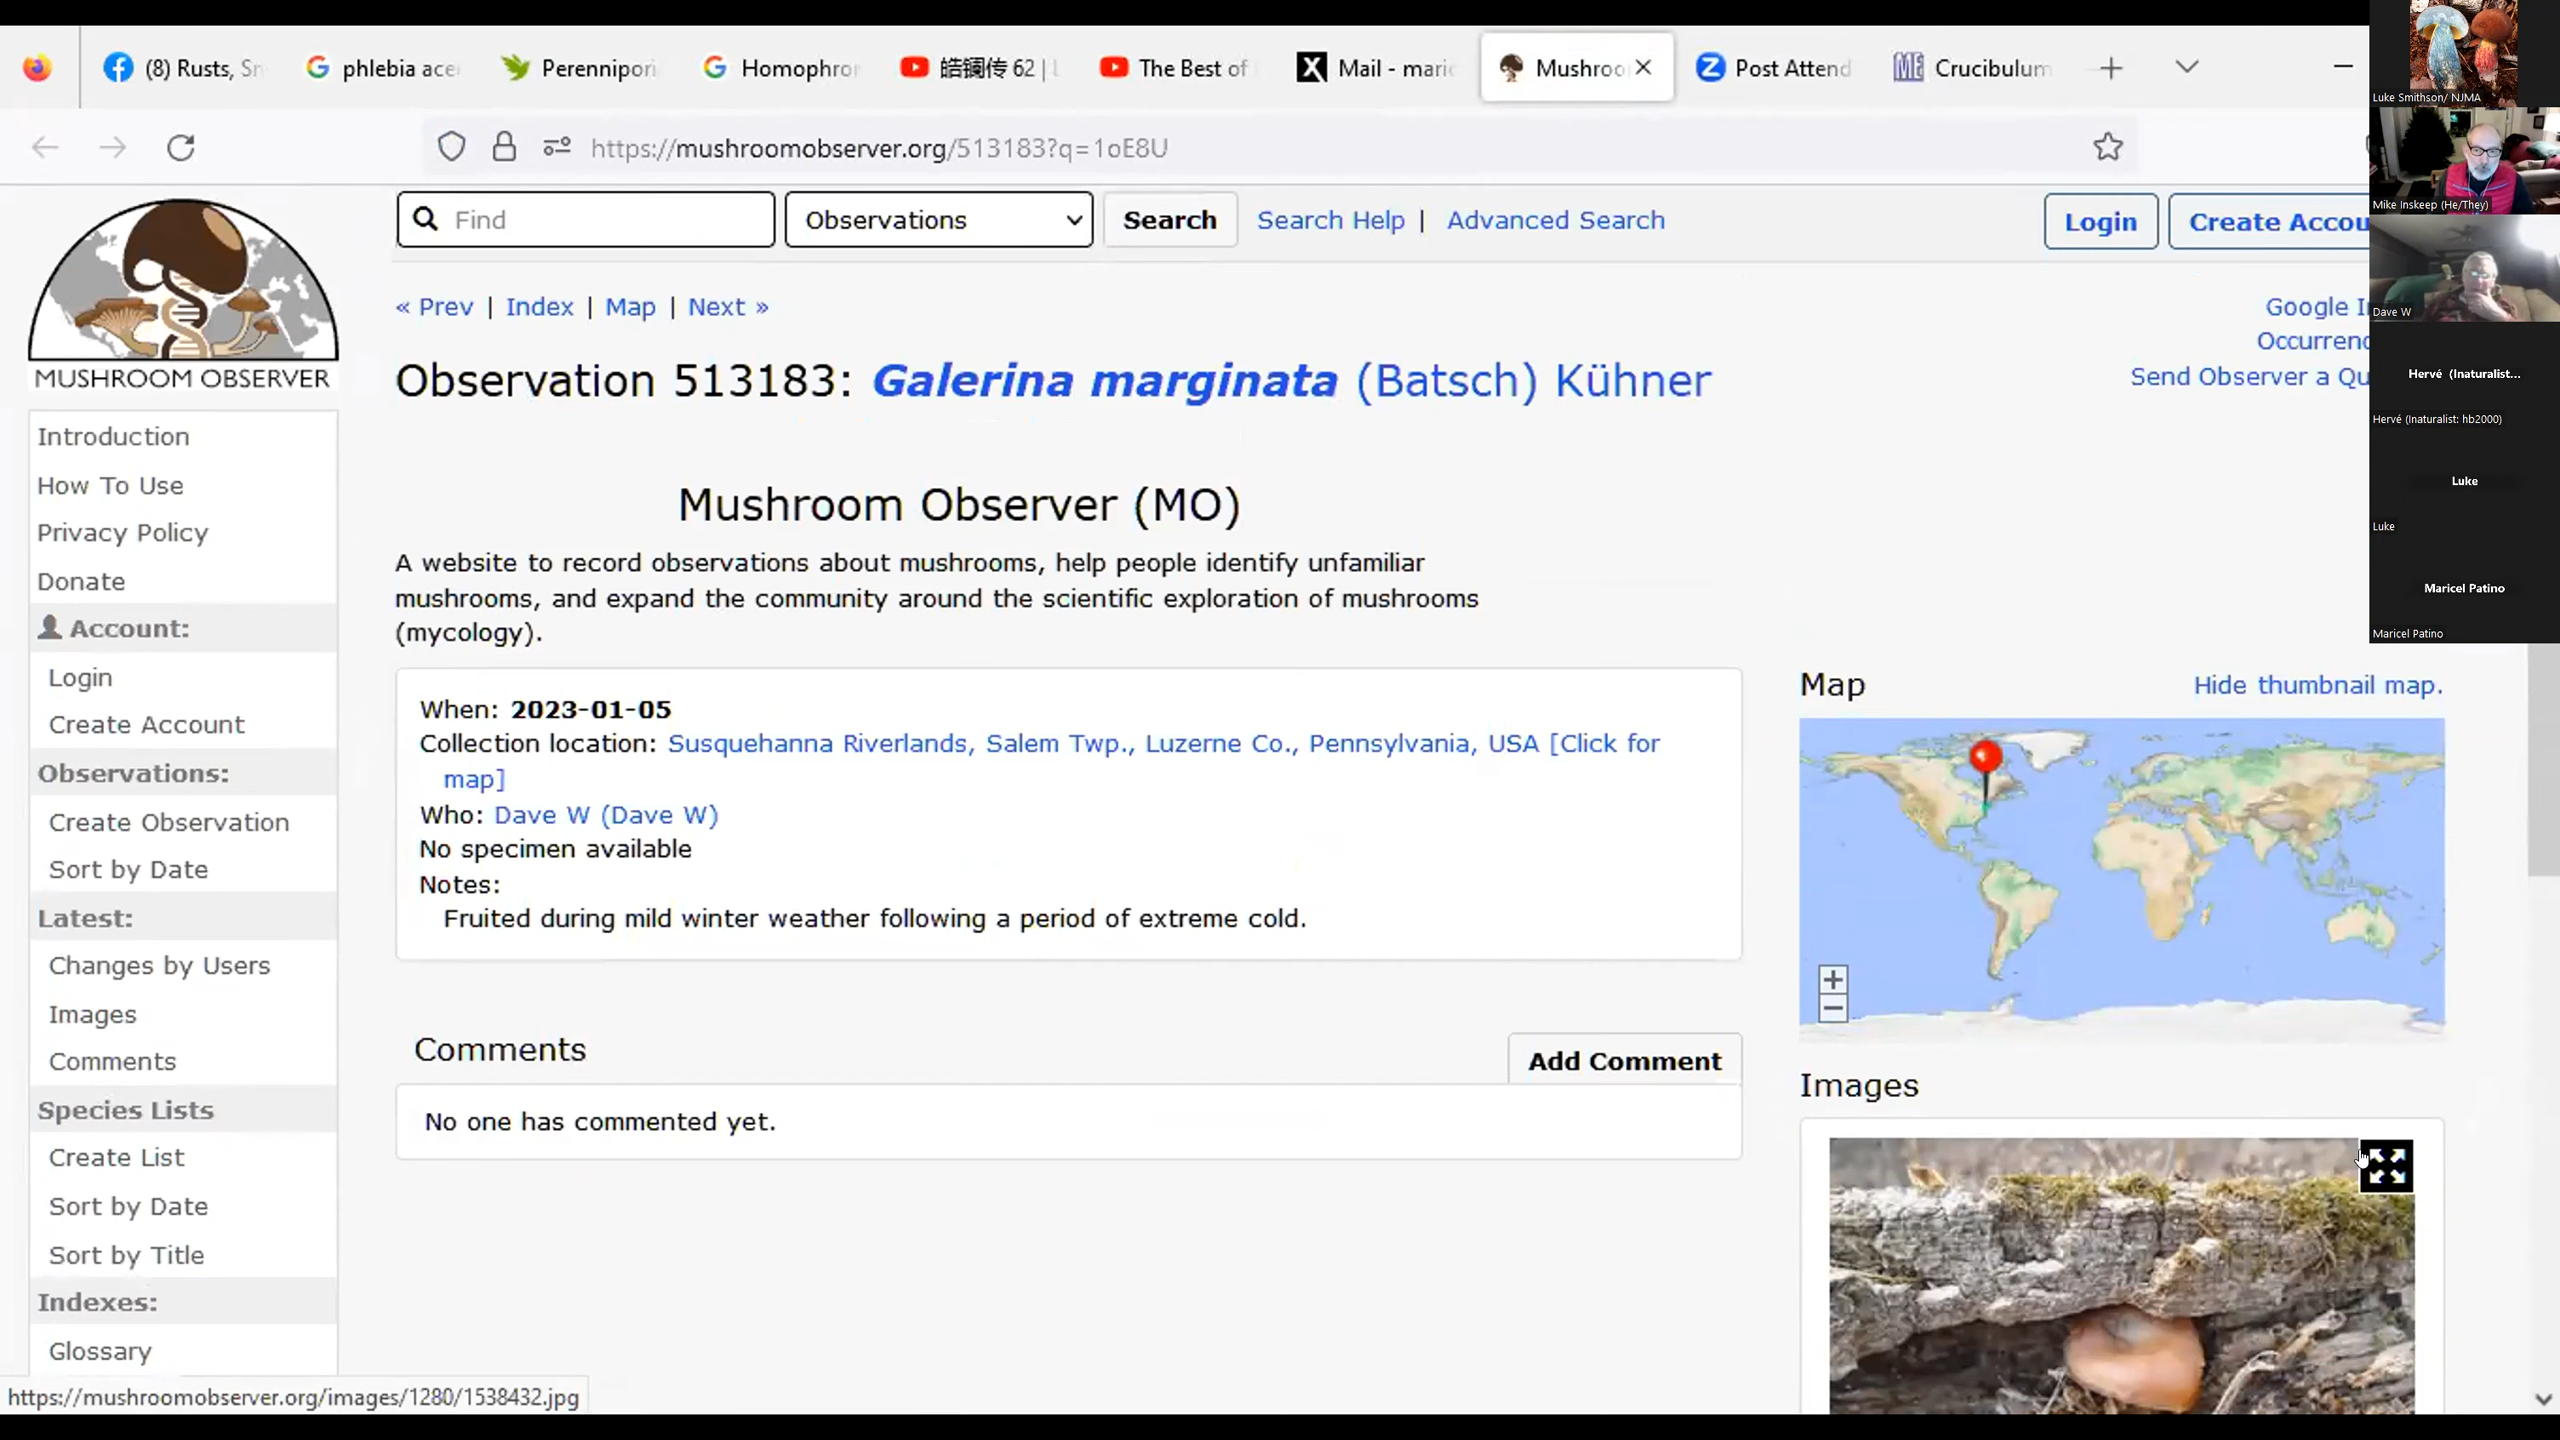 (8) Rusts, Sn
phlebia ace
Perennipori
Homophron
皓镧传 62 | L
The Best of
Mail - maric
Mushroo
Post Attend
Crucibulum
https://mushroomobserver.org/513183?q=1oE8U
Luke Smithson/ NJMA
Mike Inskeep (He/They)
Dave W
Hervé (Inaturalist...
Hervé (Inaturalist: hb2000)
Luke
Luke
Maricel Patino
Maricel Patino
MUSHROOM OBSERVER
Find
Observations
Search
Search Help | Advanced Search
Login
Create Accou
« Prev | Index | Map | Next »
Google I
Occurrenc
Send Observer a Qu
Observation 513183: Galerina marginata (Batsch) Kühner
Mushroom Observer (MO)
A website to record observations about mushrooms, help people identify unfamiliar
mushrooms, and expand the community around the scientific exploration of mushrooms
(mycology).
Introduction
How To Use
Privacy Policy
Donate
Account:
Login
Create Account
Observations:
Create Observation
Sort by Date
Latest:
Changes by Users
Images
Comments
Species Lists
Create List
Sort by Date
Sort by Title
Indexes:
Glossary
When: 2023-01-05
Collection location: Susquehanna Riverlands, Salem Twp., Luzerne Co., Pennsylvania, USA [Click for
map]
Who: Dave W (Dave W)
No specimen available
Notes:
Fruited during mild winter weather following a period of extreme cold.
Comments
Add Comment
No one has commented yet.
Map
Hide thumbnail map.
Images
https://mushroomobserver.org/images/1280/1538432.jpg